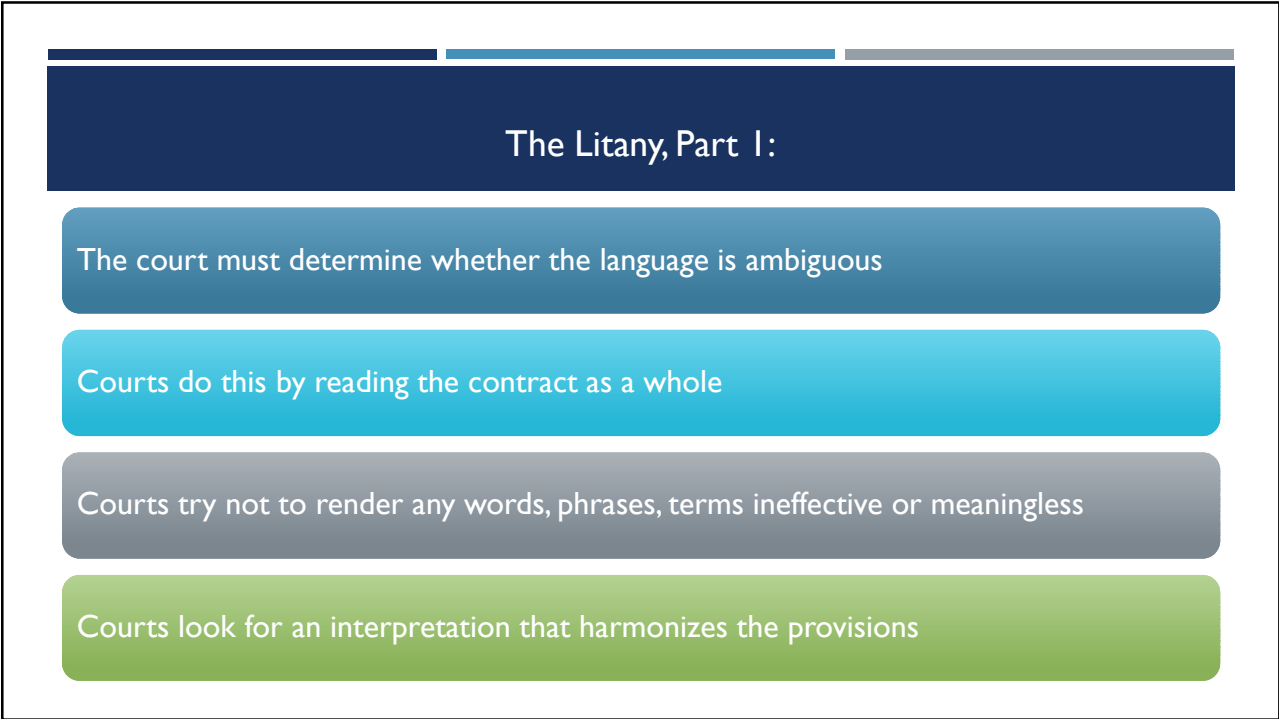 The Litany, Part 1:
The court must determine whether the language is ambiguous
Courts do this by reading the contract as a whole
Courts try not to render any words, phrases, terms ineffective or meaningless
Courts look for an interpretation that harmonizes the provisions